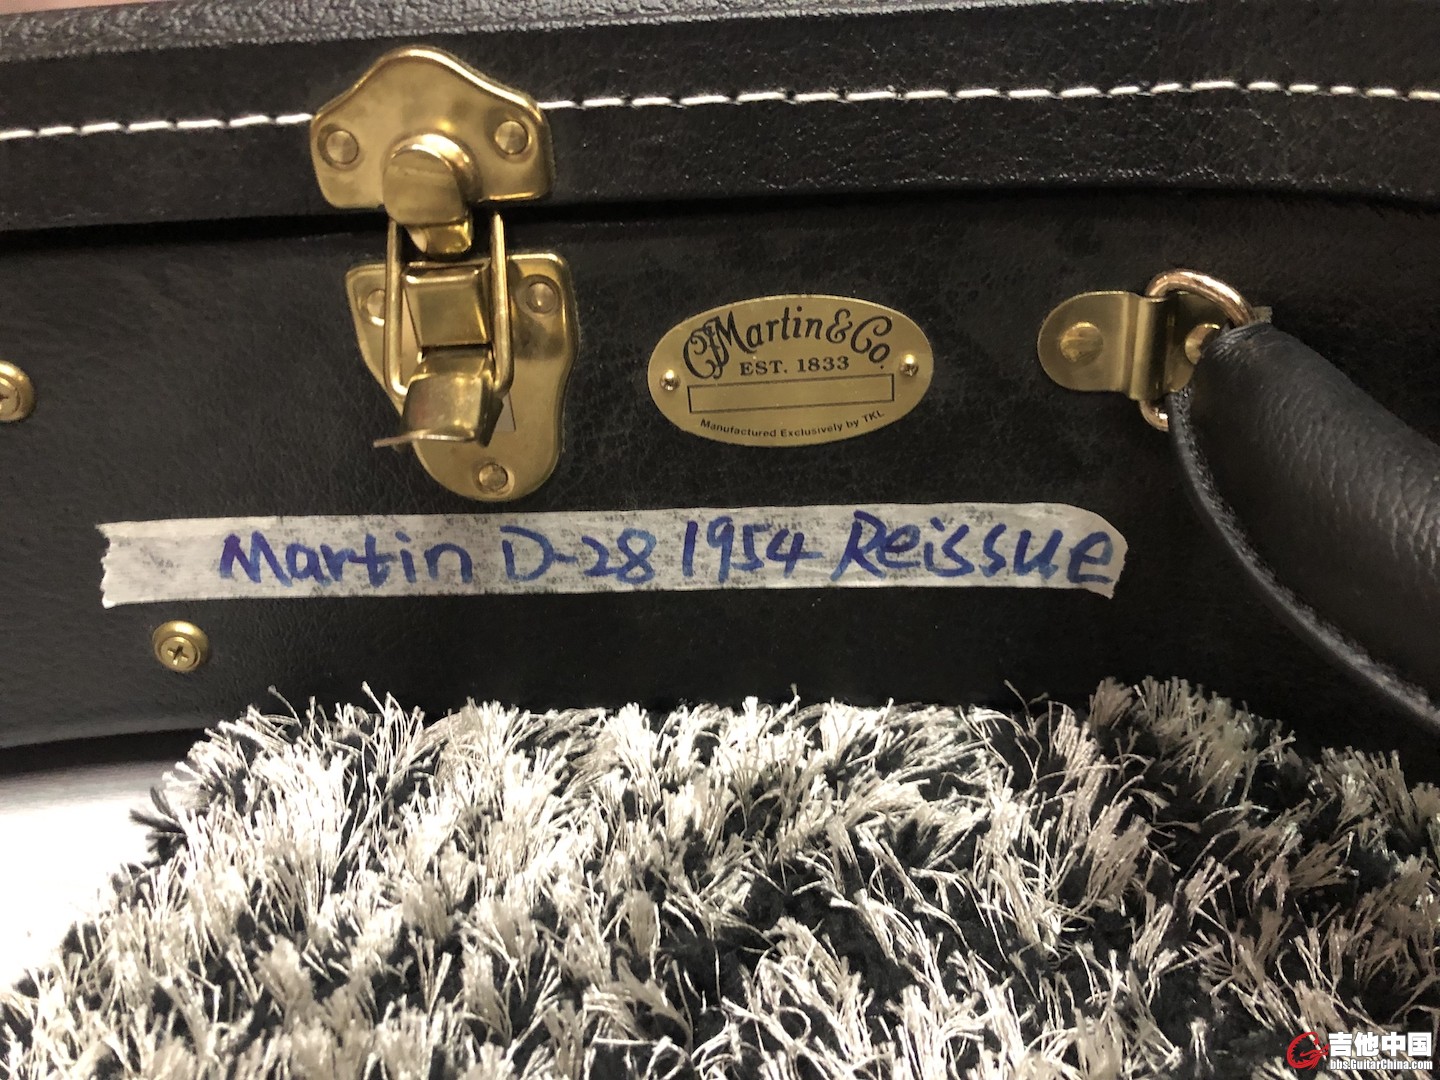 CF Martin & Co.
EST. 1833
Manufactured Exclusively by TKL
Martin D-28 1954 Reissue
吉他中国
bbs.GuitarChina.com